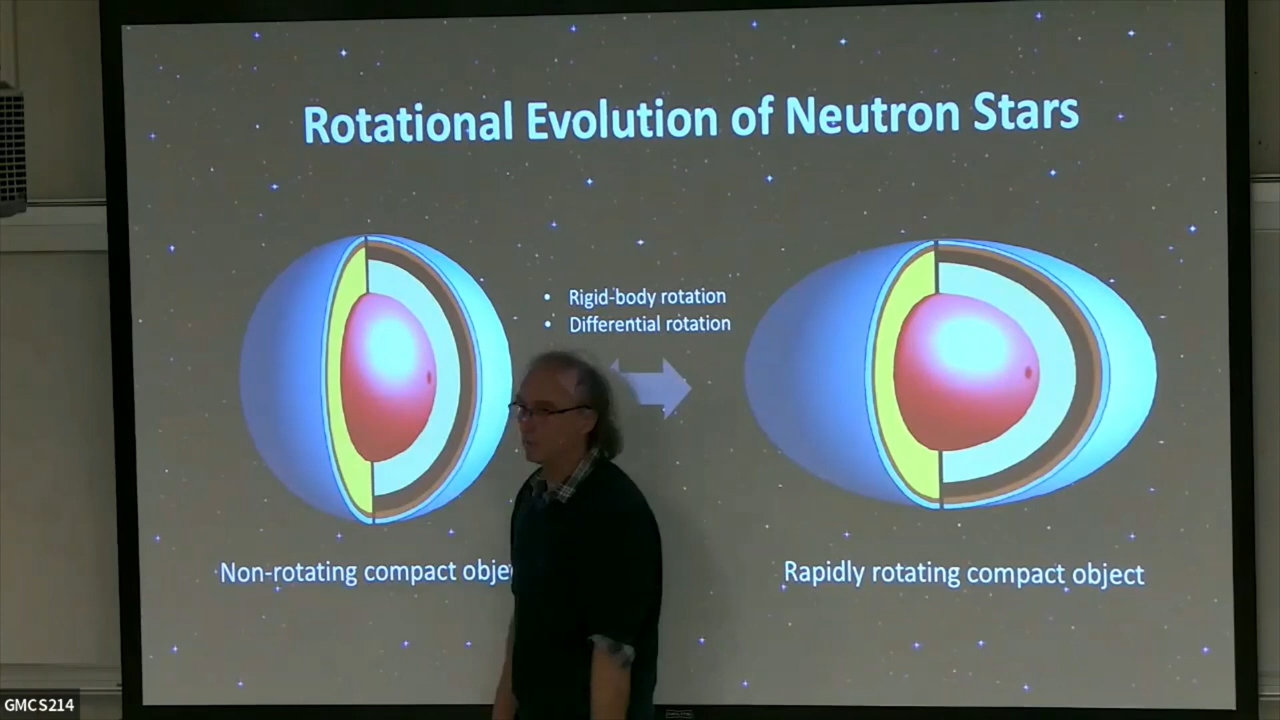 Rotational Evolution of Neutron Stars
• Rigid-body rotation
• Differential rotation
Non-rotating compact obje
Rapidly rotating compact object
GMCS214